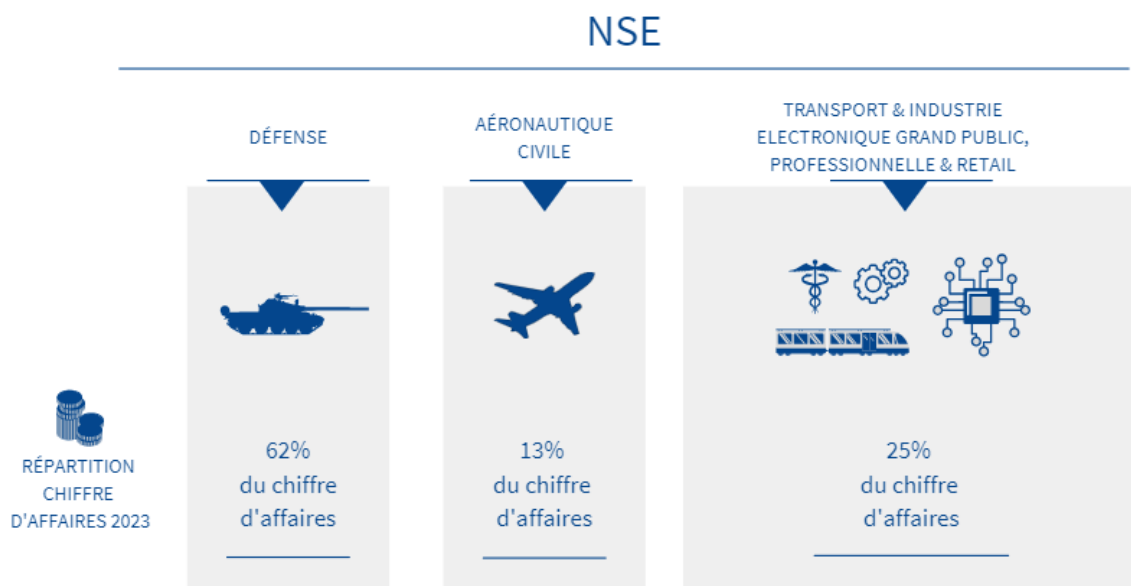 NSE
DÉFENSE
AÉRONAUTIQUE
CIVILE
TRANSPORT & INDUSTRIE
ELECTRONIQUE GRAND PUBLIC,
PROFESSIONNELLE & RETAIL
RÉPARTITION
CHIFFRE
D'AFFAIRES 2023
62%
du chiffre
d'affaires
13%
du chiffre
d'affaires
25%
du chiffre
d'affaires